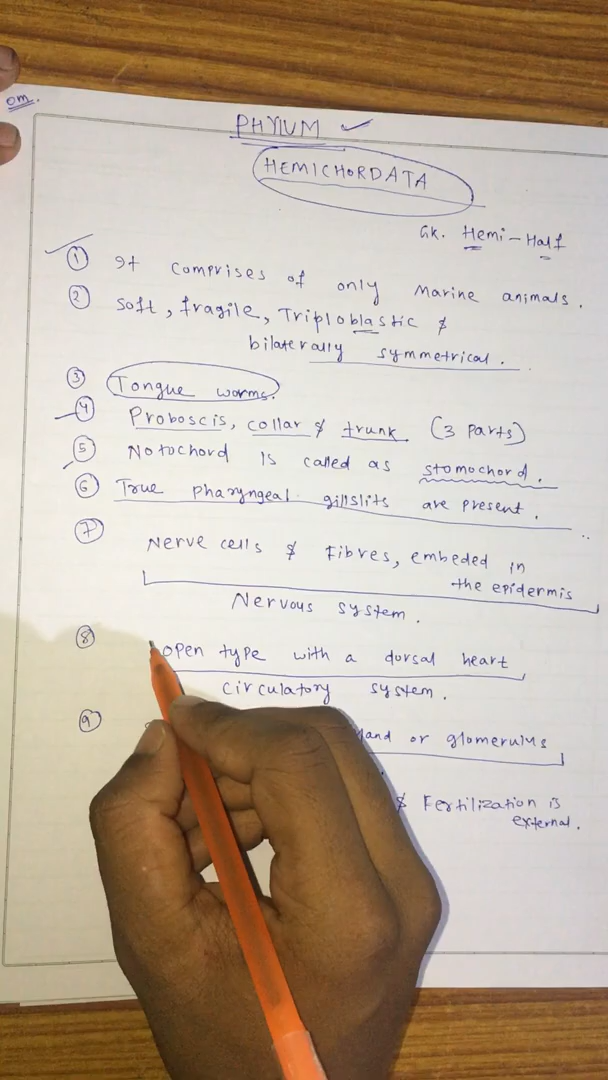 om.
PHYLUM
HEMICHORDATA
Gk. Hemi - Half
① It comprises of only Marine animals.
② Soft, fragile, Triploblastic &
bilaterally symmetrical.
③ Tongue worms.
④ Proboscis, collar & trunk (3 parts)
⑤ Notochord is called as stomochord.
⑥ True pharyngeal gillslits are present.
⑦ Nerve cells & Fibres, embeded in
the epidermis
Nervous system.
⑧ open type with a dorsal heart
circulatory system.
⑨ land or glomerulus
& Fertilization is
external.